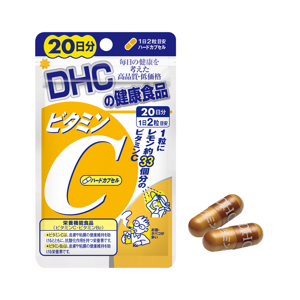 20日分
1日2粒目安
ハードカプセル
毎日の健康を
考えた
高品質・低価格
DHC
の健康食品
ビタミン
C
ハードカプセル
20日分
1日2粒目安
1粒に
レモン約33個分の
ビタミンC
栄養機能食品
(ビタミンC・ビタミンB2)
DHC
DHC